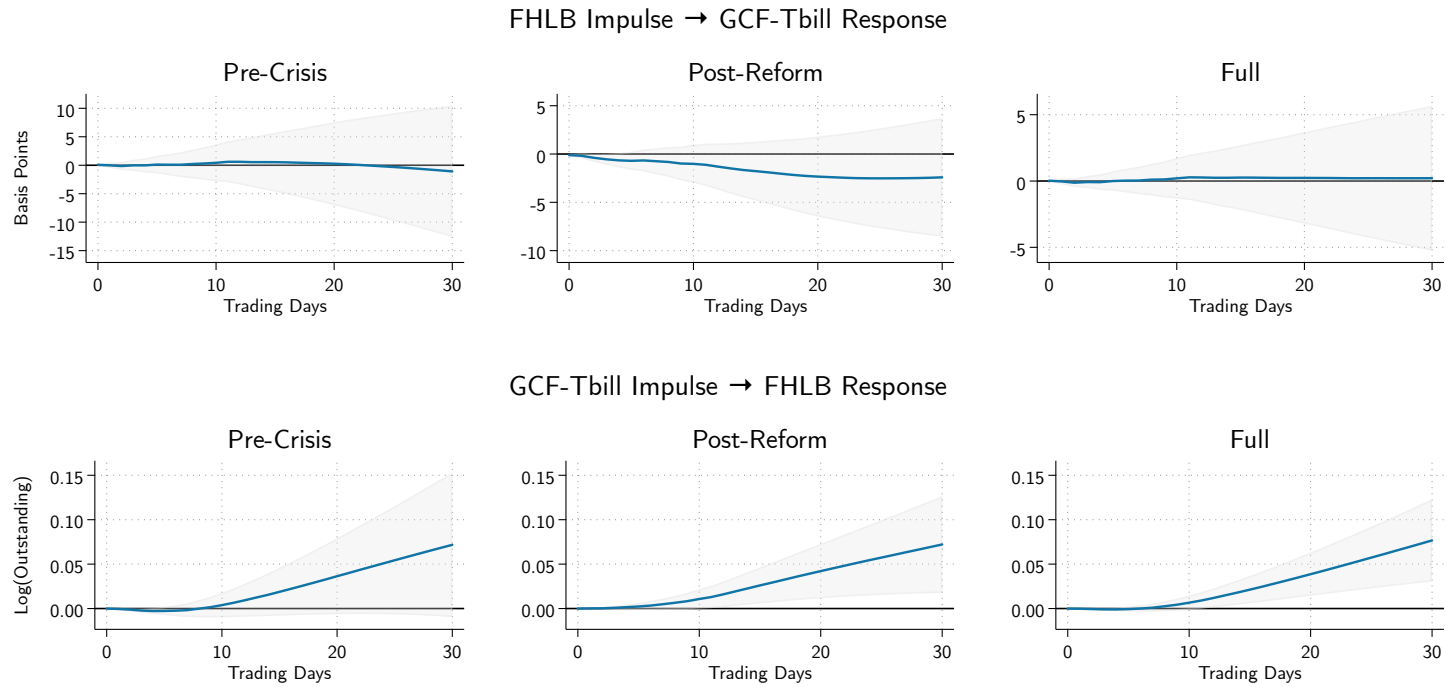 FHLB Impulse → GCF-Tbill Response
Pre-Crisis
Post-Reform
Full
Basis Points
10
5
0
-5
-10
-15
0 10 20 30
Trading Days
5
0
-5
-10
0 10 20 30
Trading Days
5
0
-5
0 10 20 30
Trading Days
GCF-Tbill Impulse → FHLB Response
Pre-Crisis
Post-Reform
Full
Log(Outstanding)
0.15
0.10
0.05
0.00
0 10 20 30
Trading Days
0.15
0.10
0.05
0.00
0 10 20 30
Trading Days
0.15
0.10
0.05
0.00
0 10 20 30
Trading Days